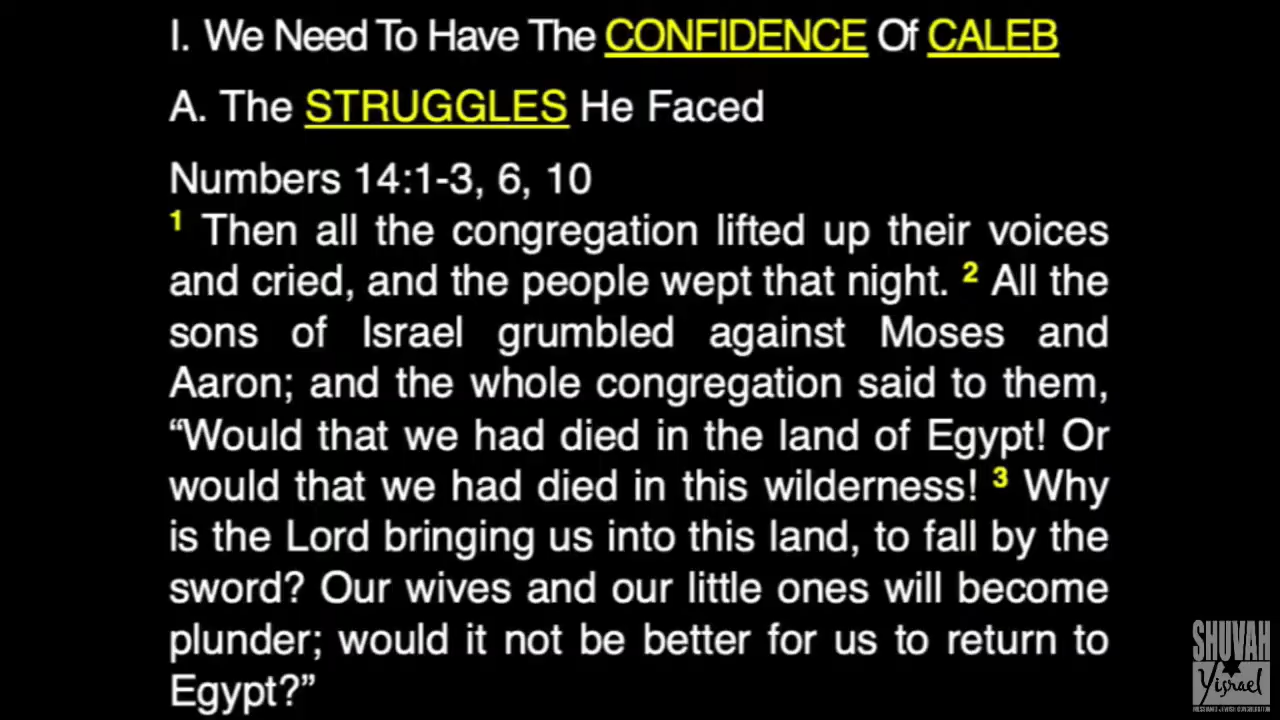 I. We Need To Have The CONFIDENCE Of CALEB
A. The STRUGGLES He Faced
Numbers 14:1-3, 6, 10
1 Then all the congregation lifted up their voices
and cried, and the people wept that night. 2 All the
sons of Israel grumbled against Moses and
Aaron; and the whole congregation said to them,
“Would that we had died in the land of Egypt! Or
would that we had died in this wilderness! 3 Why
is the Lord bringing us into this land, to fall by the
sword? Our wives and our little ones will become
plunder; would it not be better for us to return to
Egypt?”
SHUVAH
Yisrael